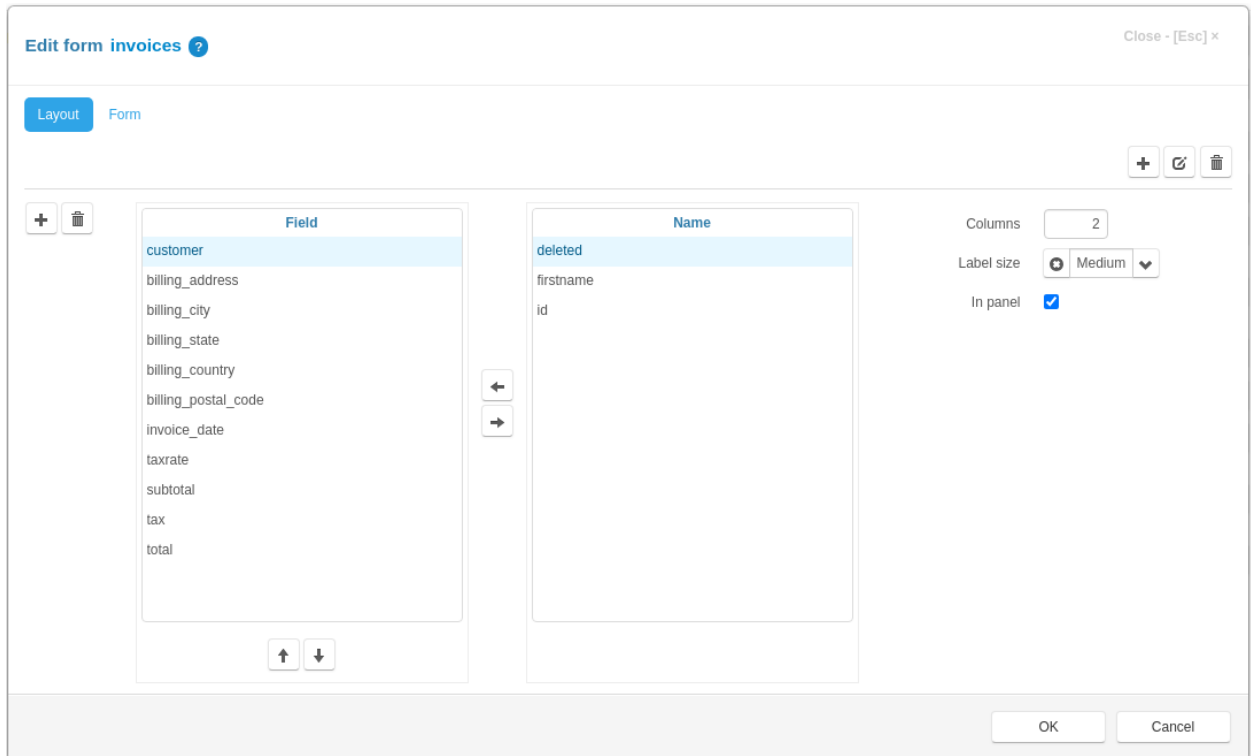 Edit form invoices ?
Close - [Esc] ×
Layout Form
Field
customer
billing_address
billing_city
billing_state
billing_country
billing_postal_code
invoice_date
taxrate
subtotal
tax
total
Name
deleted
firstname
id
Columns 2
Label size Medium
In panel
OK Cancel